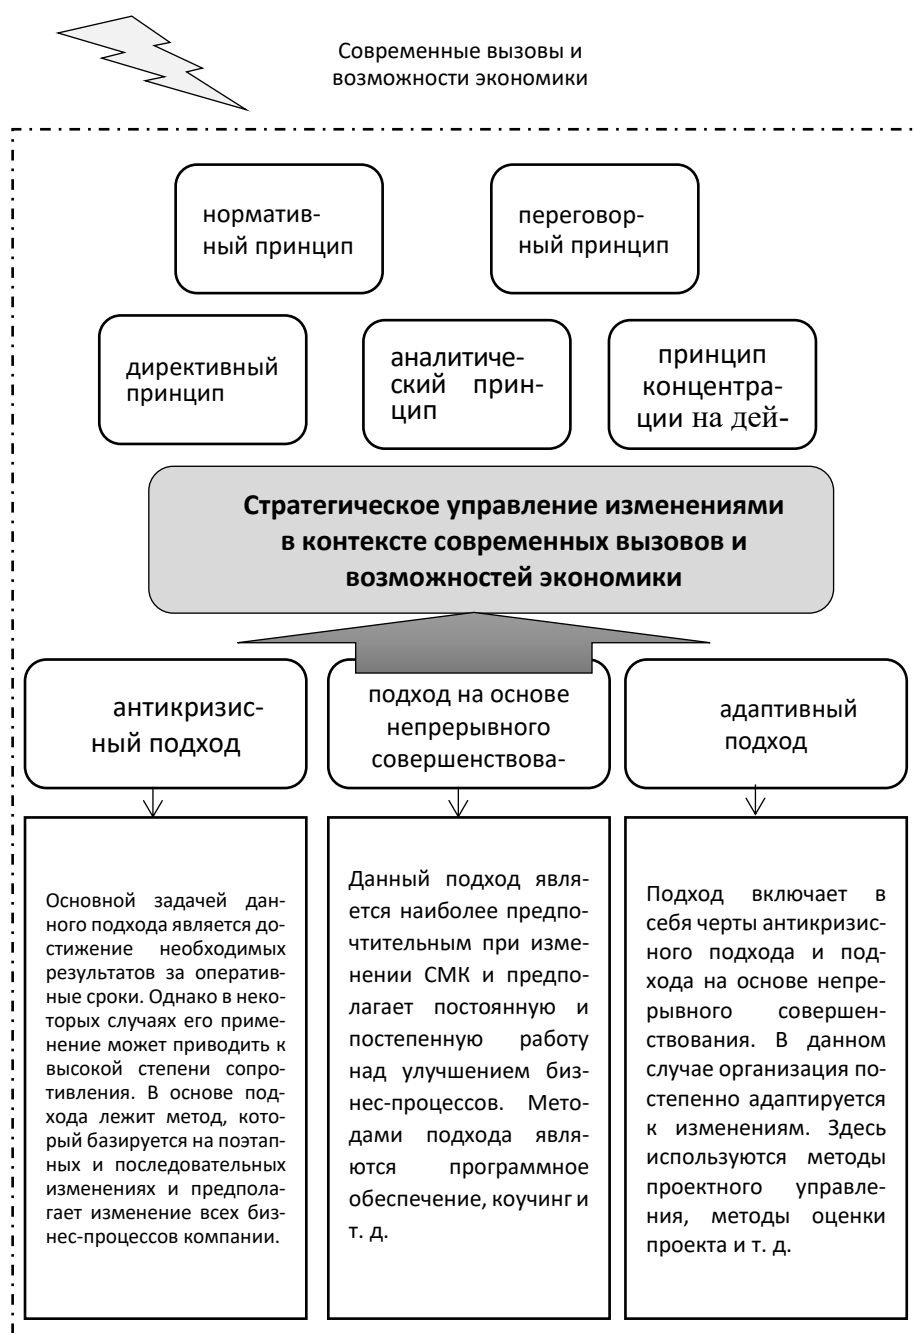 Современные вызовы и
возможности экономики
норматив-
ный принцип
переговор-
ный принцип
директивный
принцип
аналитиче-
ский прин-
цип
принцип
концентра-
ции на дей-
Стратегическое управление изменениями
в контексте современных вызовов и
возможностей экономики
антикризис-
ный подход
подход на основе
непрерывного
совершенствова-
адаптивный
подход
Основной задачей дан-
ного подхода является до-
стижение необходимых
результатов за оператив-
ные сроки. Однако в неко-
торых случаях его приме-
нение может приводить к
высокой степени сопро-
тивления. В основе под-
хода лежит метод, кото-
рый базируется на поэтап-
ных и последовательных
изменениях и предпола-
гает изменение всех биз-
нес-процессов компании.
Данный подход явля-
ется наиболее предпо-
чтительным при изме-
нении СМК и предпо-
лагает постоянную и
постепенную работу
над улучшением биз-
нес-процессов. Мето-
дами подхода явля-
ются программное
обеспечение, коучинг и
т. д.
Подход включает в
себя черты антикризис-
ного подхода и под-
хода на основе непре-
рывного совершен-
ствования. В данном
случае организация по-
степенно адаптируется
к изменениям. Здесь
используются методы
проектного управле-
ния, методы оценки
проекта и т. д.